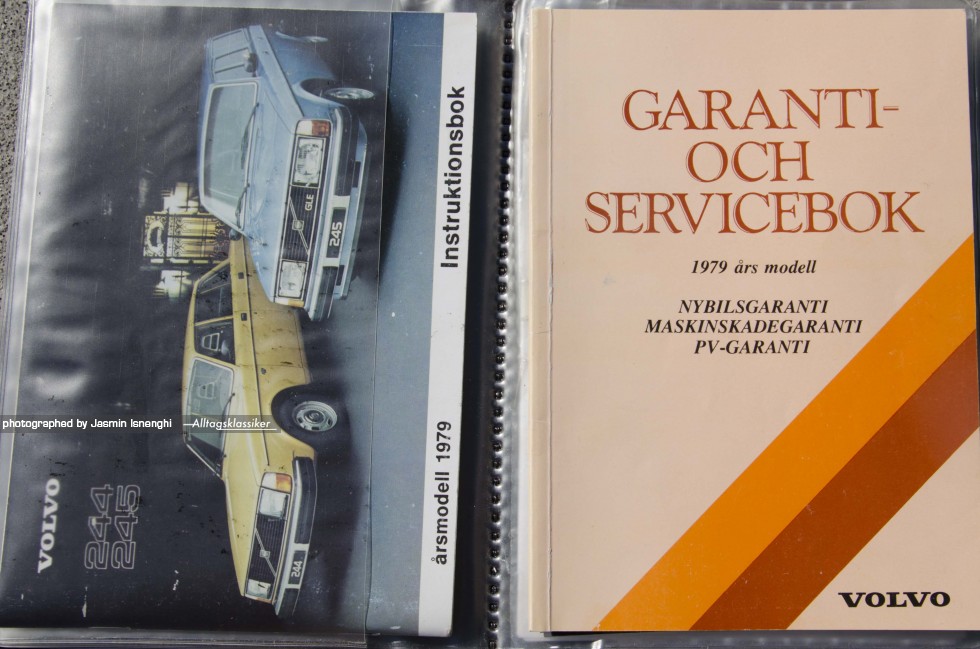 VOLVO
244
245
GLE
245
244
årsmodell 1979 Instruktionsbok
photographed by Jasmin Isnenghi Alltagsklassiker
GARANTI-
OCH
SERVICEBOK
1979 års modell
NYBILSGARANTI
MASKINSKADEGARANTI
PV-GARANTI
VOLVO